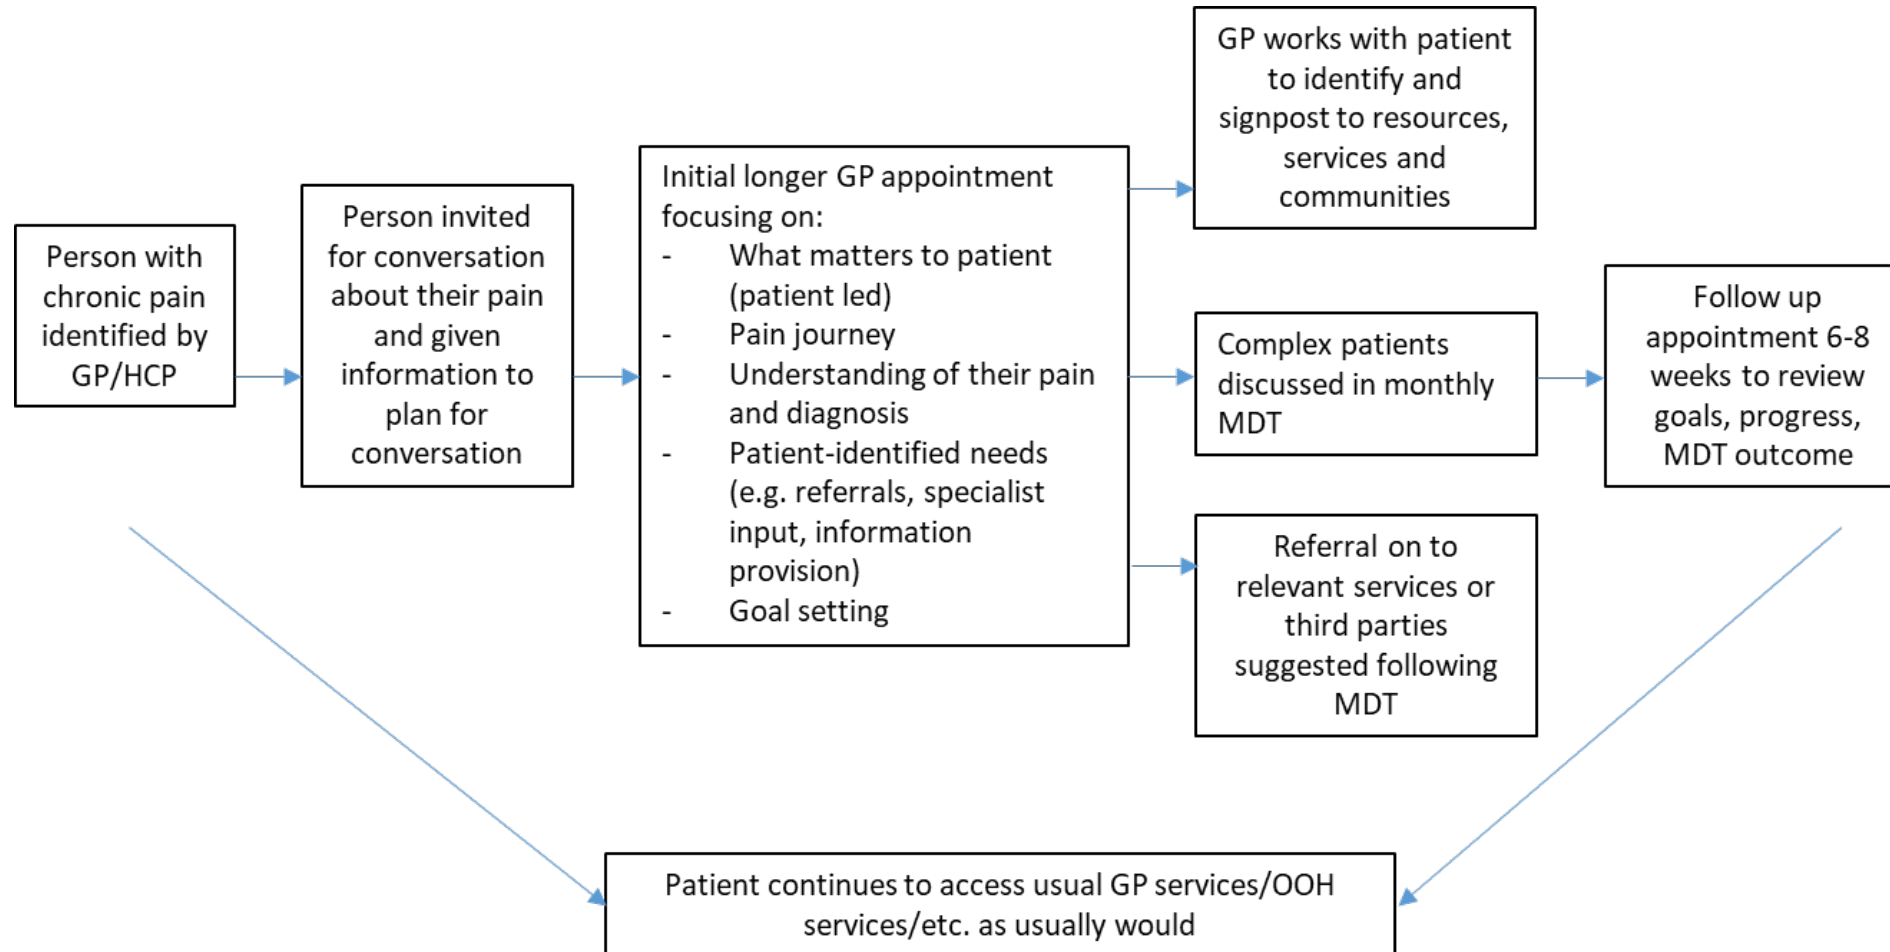 Person with
chronic pain
identified by
GP/HCP
Person invited
for conversation
about their pain
and given
information to
plan for
conversation
Initial longer GP appointment
focusing on:
- What matters to patient
(patient led)
- Pain journey
- Understanding of their pain
and diagnosis
- Patient-identified needs
(e.g. referrals, specialist
input, information
provision)
- Goal setting
GP works with patient
to identify and
signpost to resources,
services and
communities
Complex patients
discussed in monthly
MDT
Referral on to
relevant services or
third parties
suggested following
MDT
Follow up
appointment 6-8
weeks to review
goals, progress,
MDT outcome
Patient continues to access usual GP services/OOH
services/etc. as usually would